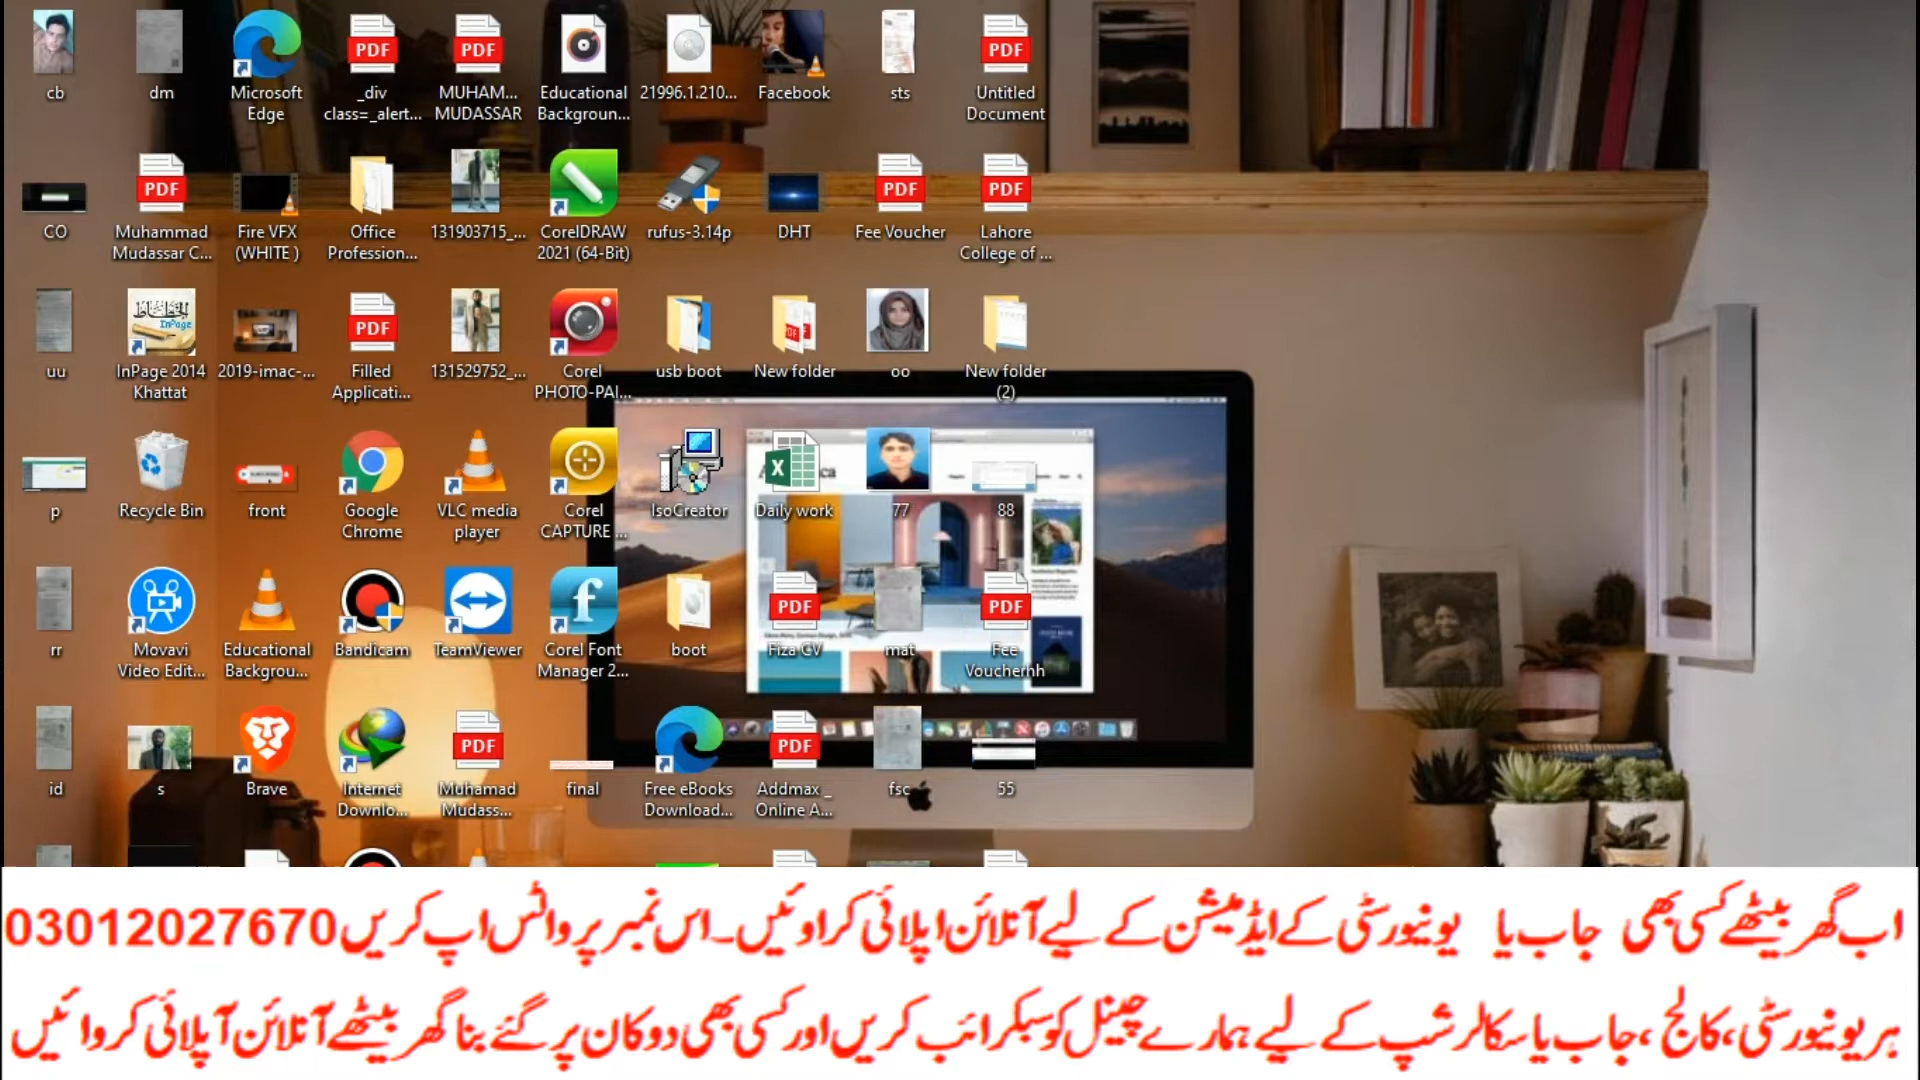 cb
dm
Microsoft Edge
_div class=_alert...
MUHAM... MUDASSAR
Educational Backgroun...
21996.1.210...
Facebook
sts
Untitled Document
CO
Muhammad Mudassar C...
Fire VFX (WHITE )
Office Profession...
131903715_...
CorelDRAW 2021 (64-Bit)
rufus-3.14p
DHT
Fee Voucher
Lahore College of ...
uu
InPage 2014 Khattat
2019-imac-...
Filled Applicati...
131529752_...
Corel PHOTO-PAI...
usb boot
New folder
oo
New folder (2)
p
Recycle Bin
front
Google Chrome
VLC media player
Corel CAPTURE ...
IsoCreator
Daily work
77
88
rr
Movavi Video Edit...
Educational Backgrou...
Bandicam
TeamViewer
Corel Font Manager 2...
boot
Fiza CV
mat
Fee Voucherhh
id
s
Brave
Internet Downlo...
Muhamad Mudass...
final
Free eBooks Download...
Addmax _ Online A...
fsc
55
اب گھر بیٹھے کسی بھی جاب یا یونیورسٹی کے ایڈمیشن کے لیے آنلائن اپلائی کراوئیں۔اس نمبر پر واٹس اپ کریں 03012027670
ہر یونیورسٹی، کالج ،جاب یا سکالرشپ کے لیے ہمارے چینل کو سبکرائب کریں اور کسی بھی دوکان پر گئے بنا گھر بیٹھے آنلائن آپلائی کروائیں